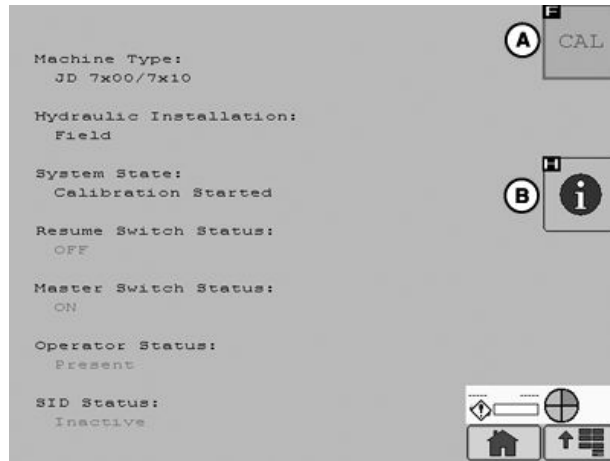 F
A
CAL
Machine Type:
JD 7x00/7x10
Hydraulic Installation:
Field
System State:
Calibration Started
H
B
i
Resume Switch Status:
OFF
Master Switch Status:
ON
Operator Status:
Present
SID Status:
Inactive